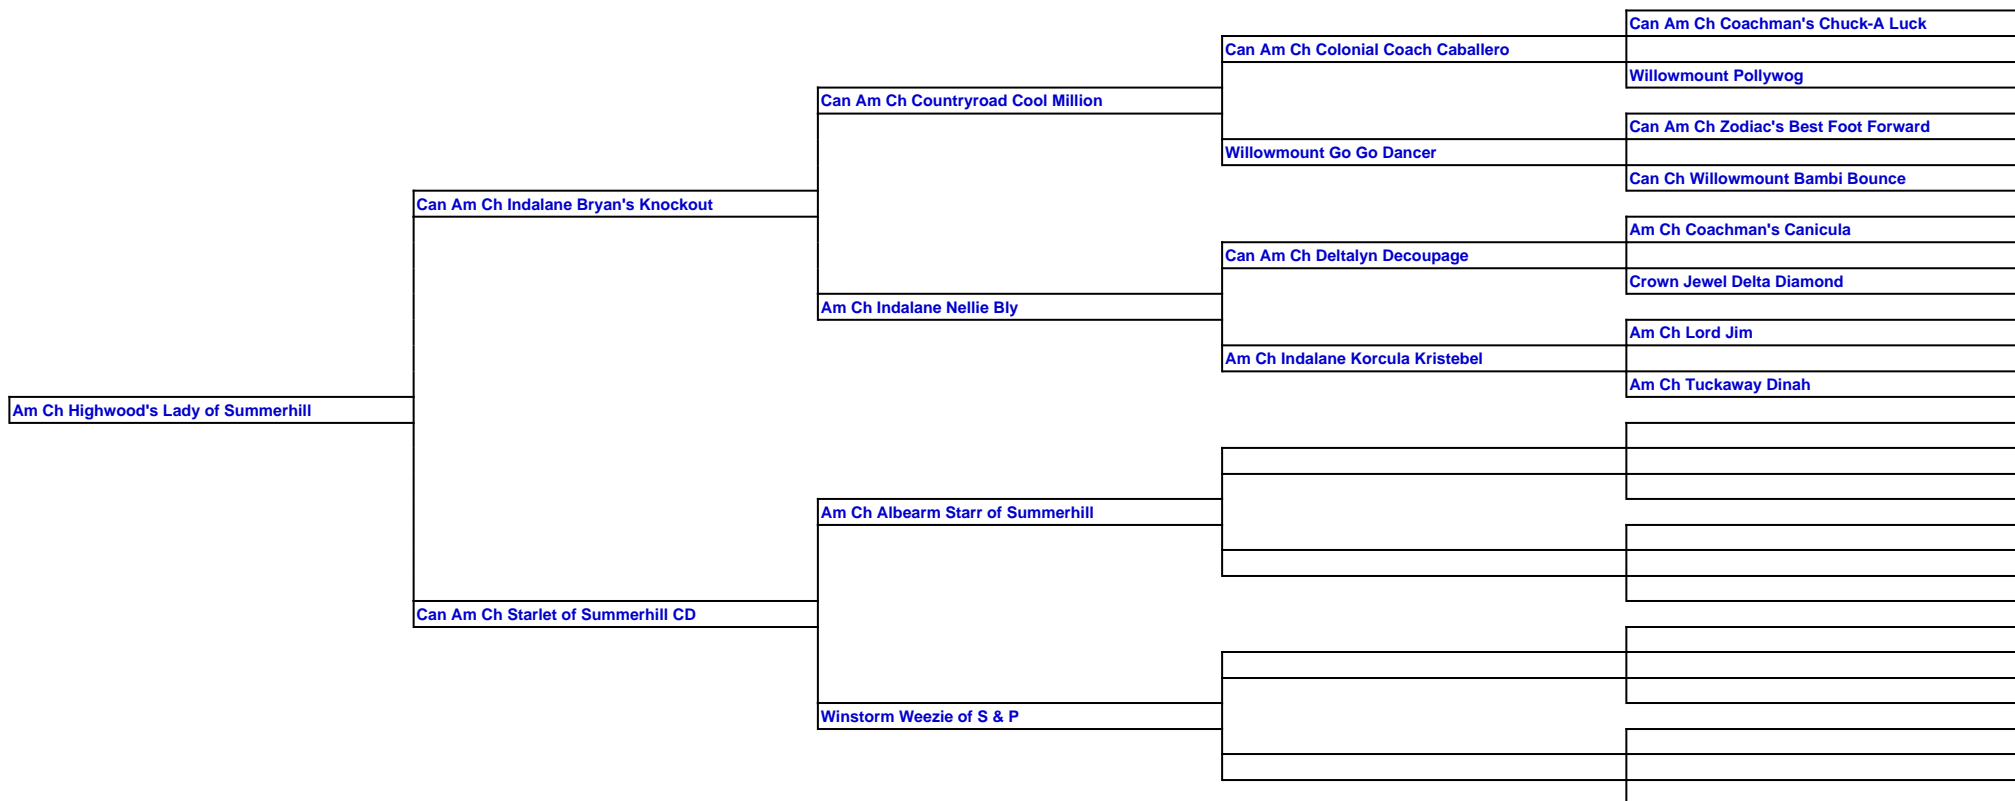 Can Am Ch Coachman's Chuck-A Luck
Can Am Ch Colonial Coach Caballero
Willowmount Pollywog
Can Am Ch Countryroad Cool Million
Can Am Ch Zodiac's Best Foot Forward
Willowmount Go Go Dancer
Can Ch Willowmount Bambi Bounce
Can Am Ch Indalane Bryan's Knockout
Am Ch Coachman's Canicula
Can Am Ch Deltalyn Decoupage
Crown Jewel Delta Diamond
Am Ch Indalane Nellie Bly
Am Ch Lord Jim
Am Ch Indalane Korcula Kristebel
Am Ch Tuckaway Dinah
Am Ch Highwood's Lady of Summerhill
Am Ch Albearm Starr of Summerhill
Can Am Ch Starlet of Summerhill CD
Winstorm Weezie of S & P